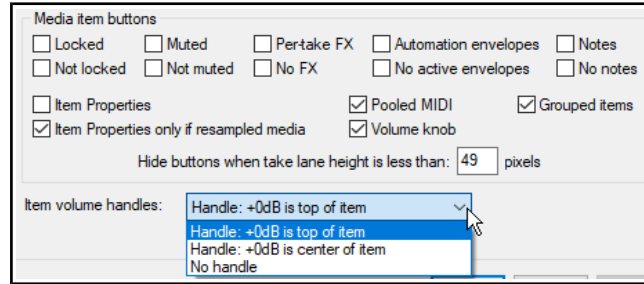 Media item buttons
Locked Muted Per-take FX Automation envelopes Notes
Not locked Not muted No FX No active envelopes No notes
Item Properties Pooled MIDI Grouped items
Item Properties only if resampled media Volume knob
Hide buttons when take lane height is less than: 49 pixels
Item volume handles: Handle: +0dB is top of item
Handle: +0dB is top of item
Handle: +0dB is center of item
No handle